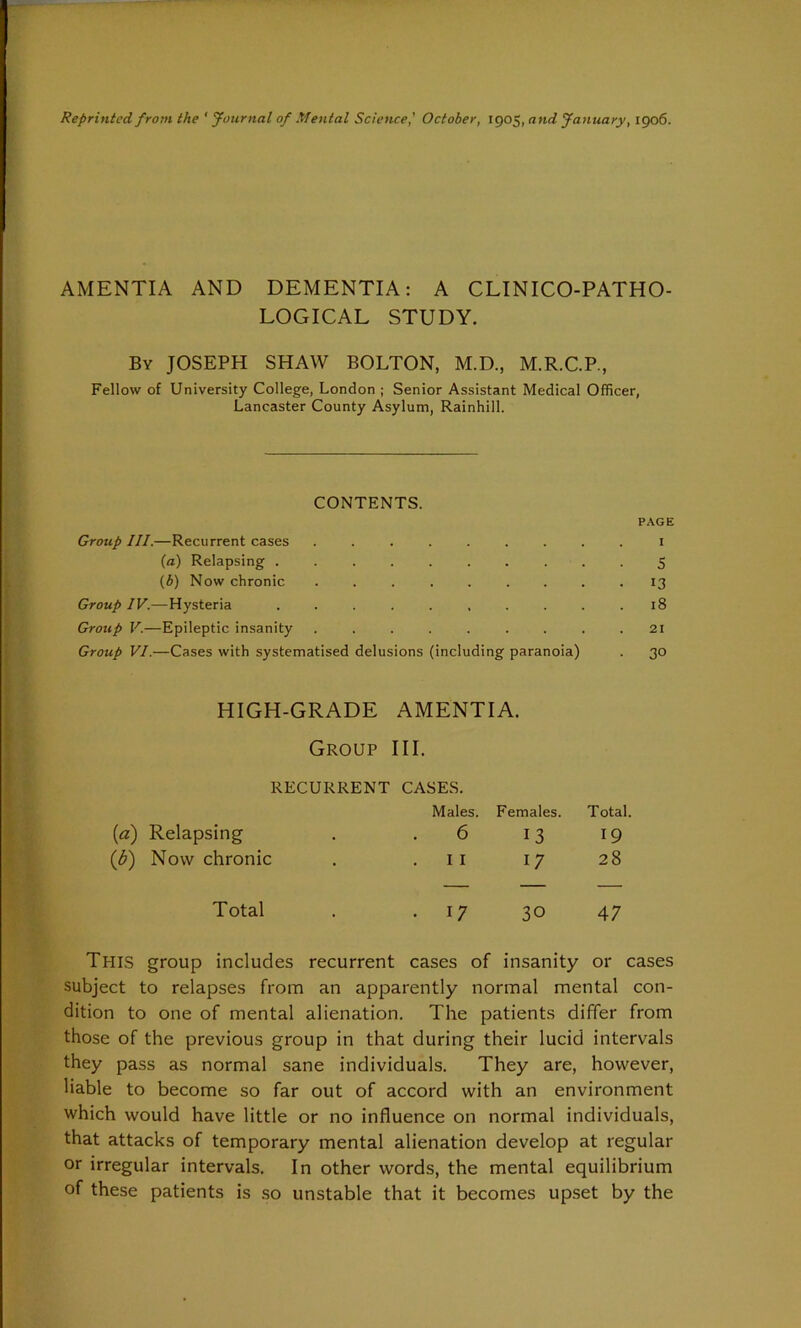 Reprinted from the ' Journal of Mental Science,' October, 1905, and January, 1906.
AMENTIA AND DEMENTIA: A CLINICO-PATHO-
LOGICAL STUDY.
By JOSEPH SHAW BOLTON, M.D., M.R.C.P.,
Fellow of University College, London ; Senior Assistant Medical Officer,
Lancaster County Asylum, Rainhill.
CONTENTS.
PAGE
Group III.—Recurrent cases . . . . . . . . . 1
(a) Relapsing . . . . . . . . . . 5
(b) Now chronic . . . . . . . . . 13
Group IV.—Hysteria . . . . . . . . . . 18
Group V.—Epileptic insanity . . . . . . . . . 21
Group VI.—Cases with systematised delusions (including paranoia) . 30
HIGH-GRADE AMENTIA.
Group III.
RECURRENT CASES.
Males. Females. Total.
(a) Relapsing . . 6 13 19
(b) Now chronic . . 11 17 28
Total . . 17 30 47
This group includes recurrent cases of insanity or cases
subject to relapses from an apparently normal mental con-
dition to one of mental alienation. The patients differ from
those of the previous group in that during their lucid intervals
they pass as normal sane individuals. They are, however,
liable to become so far out of accord with an environment
which would have little or no influence on normal individuals,
that attacks of temporary mental alienation develop at regular
or irregular intervals. In other words, the mental equilibrium
of these patients is so unstable that it becomes upset by the